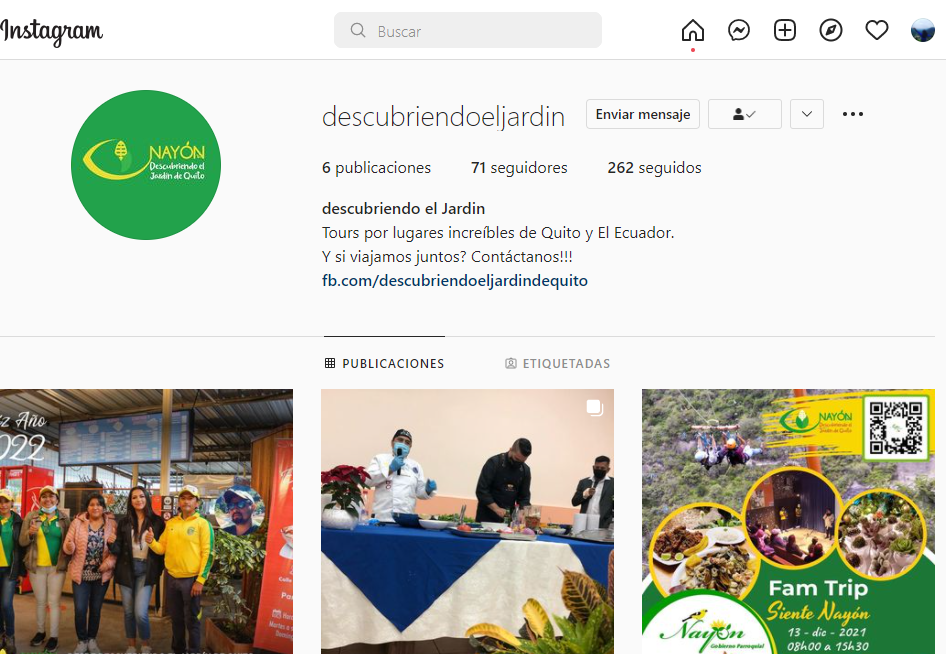 Instagram
Buscar
descubriendoeljardin
Enviar mensaje
6 publicaciones
71 seguidores
262 seguidos
descubriendo el Jardin
Tours por lugares increíbles de Quito y El Ecuador.
Y si viajamos juntos? Contáctanos!!!
fb.com/descubriendoeljardindequito
NAYÓN
Descubriendo el
Jardín de Quito
PUBLICACIONES
ETIQUETADAS
z Año
022
NAYÓN
Descubriendo el
Jardín de Quito
Fam Trip
Siente Nayón
13 - dic - 2021
08h00 a 15h30
Nayón
Gobierno Parroquial